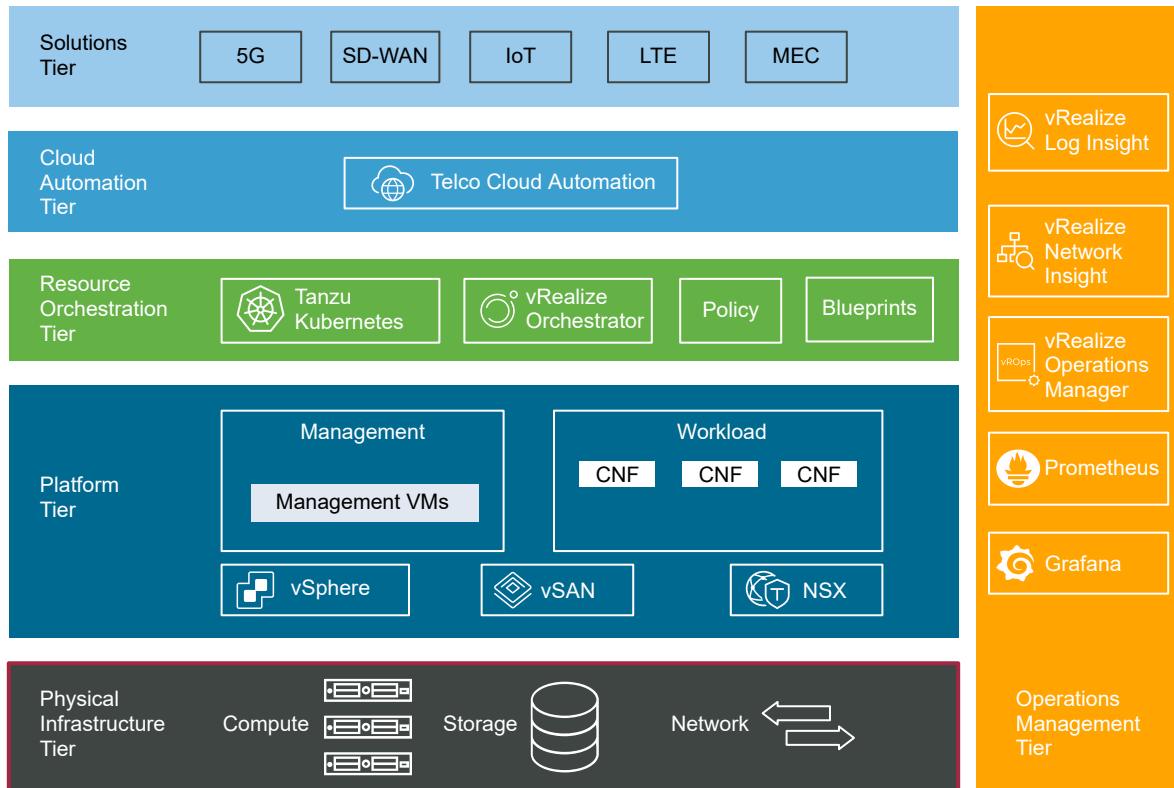 Solutions
Tier
5G
SD-WAN
IoT
LTE
MEC
Cloud
Automation
Tier
Telco Cloud Automation
Resource
Orchestration
Tier
Tanzu
Kubernetes
vRealize
Orchestrator
Policy
Blueprints
Platform
Tier
Management
Management VMs
Workload
CNF
CNF
CNF
vSphere
vSAN
T
NSX
Physical
Infrastructure
Tier
Compute
Storage
Network
vRealize
Log Insight
vRealize
Network
Insight
vROps
vRealize
Operations
Manager
Prometheus
Grafana
Operations
Management
Tier